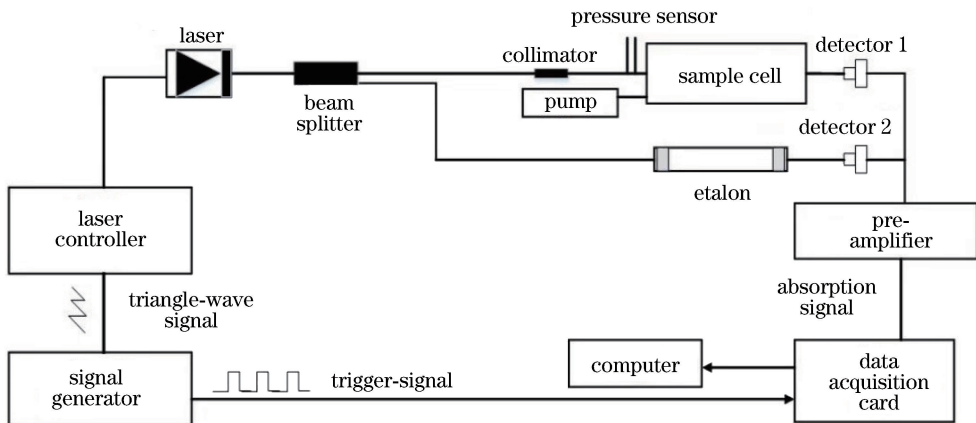 pressure sensor
laser
collimator
detector 1
sample cell
pump
beam
splitter
detector 2
etalon
laser
controller
pre-
amplifier
triangle-wave
signal
absorption
signal
signal
generator
trigger-signal
computer
data
acquisition
card